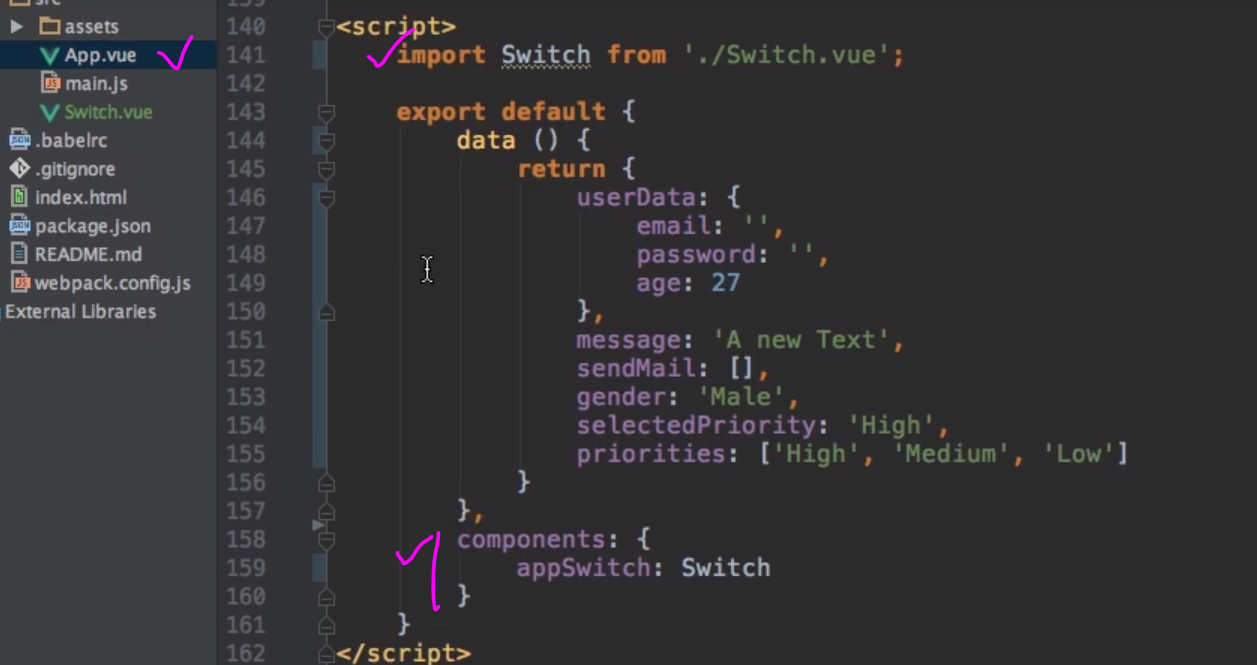 src
assets
App.vue
main.js
Switch.vue
.babelrc
.gitignore
index.html
package.json
README.md
webpack.config.js
External Libraries
139
140 <script>
141 import Switch from './Switch.vue';
142
143 export default {
144 data () {
145 return {
146 userData: {
147 email: '',
148 password: '',
149 age: 27
150 },
151 message: 'A new Text',
152 sendMail: [],
153 gender: 'Male',
154 selectedPriority: 'High',
155 priorities: ['High', 'Medium', 'Low']
156 }
157 },
158 components: {
159 appSwitch: Switch
160 }
161 }
162 </script>